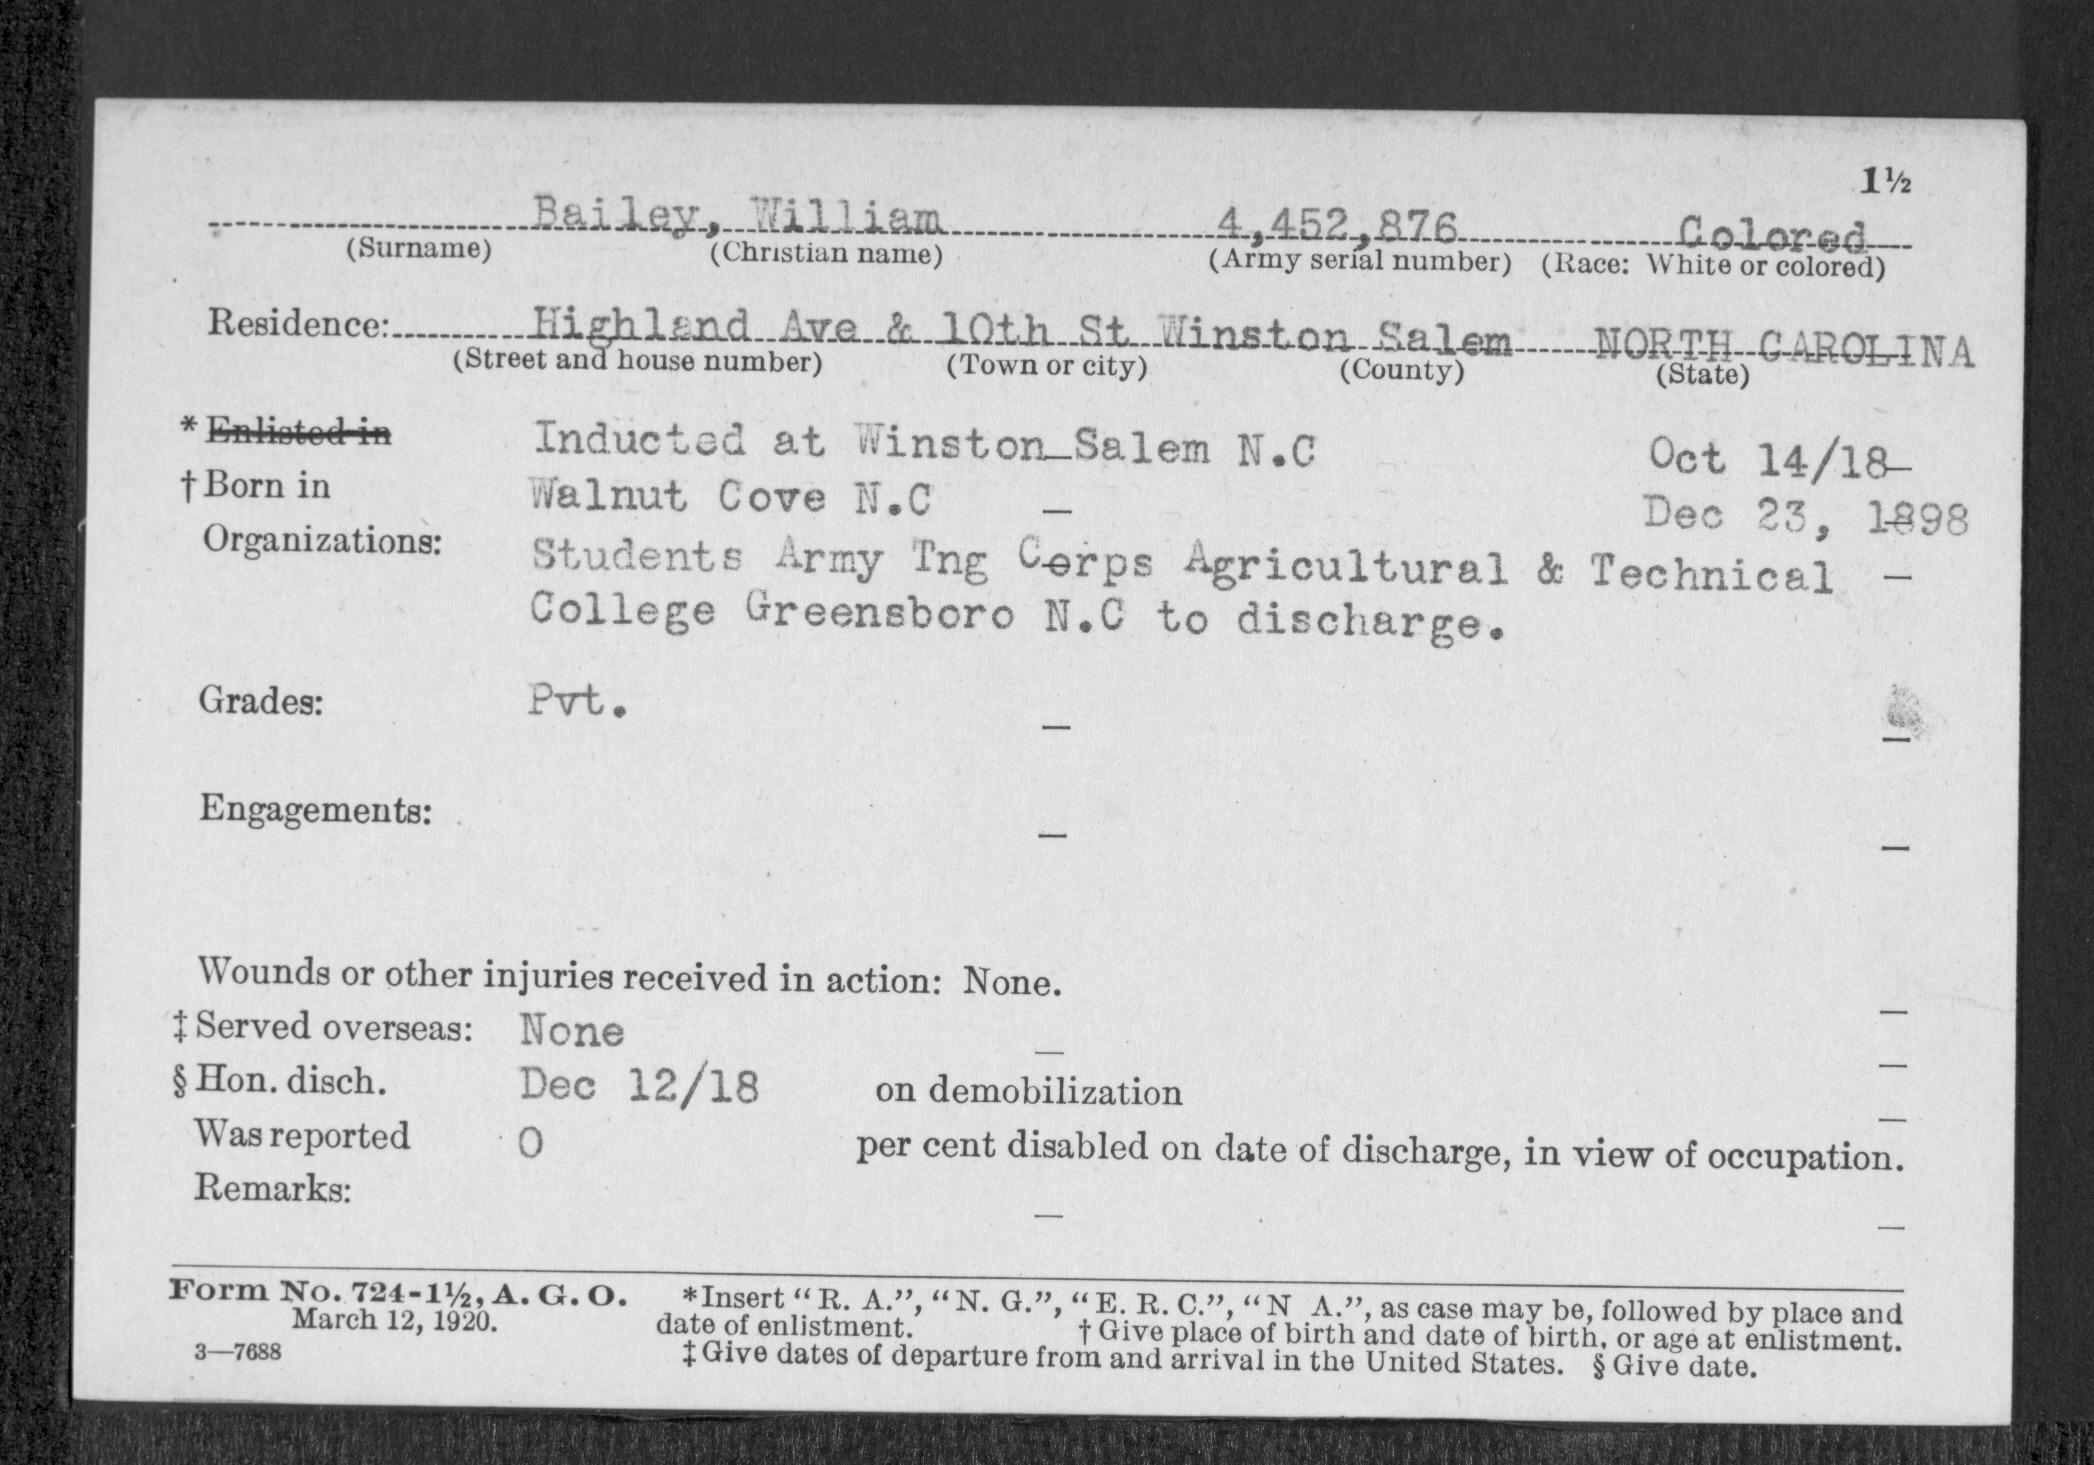 1½
Bailey, William 4,452,876 Colored
(Surname) (Christian name) (Army serial number) (Race: White or colored)
Residence: Highland Ave & 10th St Winston Salem NORTH CAROLINA
(Street and house number) (Town or city) (County) (State)
* Enlisted in Inducted at Winston-Salem N.C Oct 14/18-
† Born in Walnut Cove N.C - Dec 23, 1898
Organizations: Students Army Tng Corps Agricultural & Technical -
College Greensboro N.C to discharge.
Grades: Pvt. - -
Engagements: - -
Wounds or other injuries received in action: None. -
‡ Served overseas: None - -
§ Hon. disch. Dec 12/18 on demobilization -
Was reported 0 per cent disabled on date of discharge, in view of occupation.
Remarks: - -
Form No. 724-1½, A. G. O. *Insert "R. A.", "N. G.", "E. R. C.", "N A.", as case may be, followed by place and
March 12, 1920. date of enlistment. † Give place of birth and date of birth, or age at enlistment.
3—7688 ‡ Give dates of departure from and arrival in the United States. § Give date.